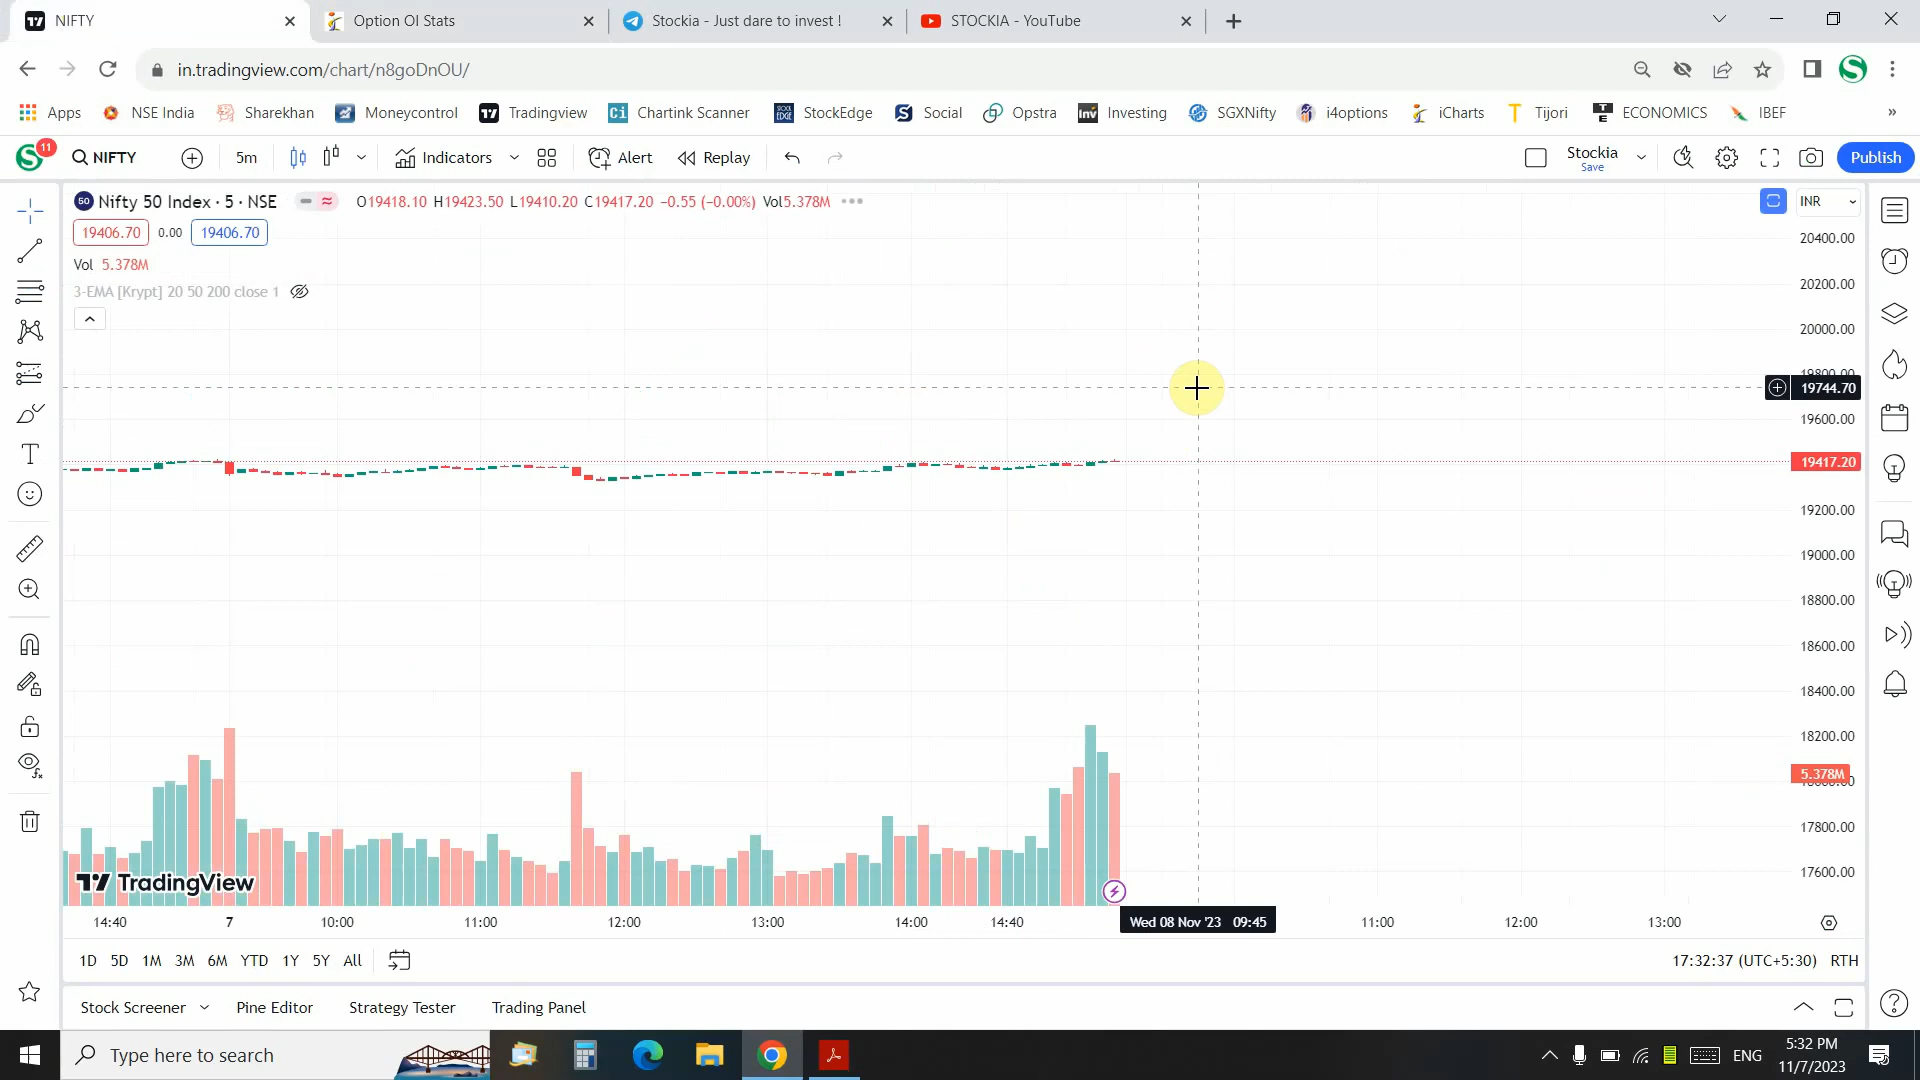 NIFTY
Option OI Stats
Stockia - Just dare to invest !
STOCKIA - YouTube
in.tradingview.com/chart/n8goDnOU/
Apps
NSE India
Sharekhan
Moneycontrol
Tradingview
Chartink Scanner
StockEdge
Social
Opstra
Investing
SGXNifty
i4options
iCharts
Tijori
ECONOMICS
IBEF
11
NIFTY
5m
Indicators
Alert
Replay
Stockia
Save
Publish
50 Nifty 50 Index · 5 · NSE
O19418.10 H19423.50 L19410.20 C19417.20 −0.55 (−0.00%) Vol5.378M
INR
19406.70 0.00 19406.70
Vol 5.378M
3-EMA [Krypt] 20 50 200 close 1
20400.00
20200.00
20000.00
19744.70
19600.00
19417.20
19200.00
19000.00
18800.00
18600.00
18400.00
18200.00
5.378M
17800.00
17600.00
TradingView
14:40 7 10:00 11:00 12:00 13:00 14:00 14:40 Wed 08 Nov '23 09:45 11:00 12:00 13:00
1D 5D 1M 3M 6M YTD 1Y 5Y All
17:32:37 (UTC+5:30) RTH
Stock Screener
Pine Editor
Strategy Tester
Trading Panel
Type here to search
ENG
5:32 PM
11/7/2023